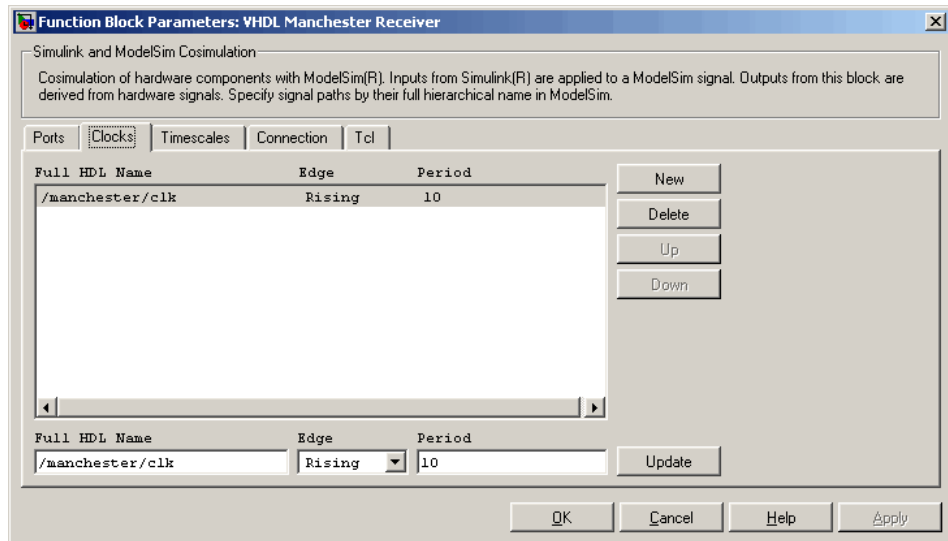 Function Block Parameters: VHDL Manchester Receiver
Simulink and ModelSim Cosimulation
Cosimulation of hardware components with ModelSim(R). Inputs from Simulink(R) are applied to a ModelSim signal. Outputs from this block are
derived from hardware signals. Specify signal paths by their full hierarchical name in ModelSim.
Ports Clocks Timescales Connection Tcl
Full HDL Name Edge Period
/manchester/clk Rising 10
New
Delete
Up
Down
Full HDL Name Edge Period
/manchester/clk Rising 10 Update
OK Cancel Help Apply